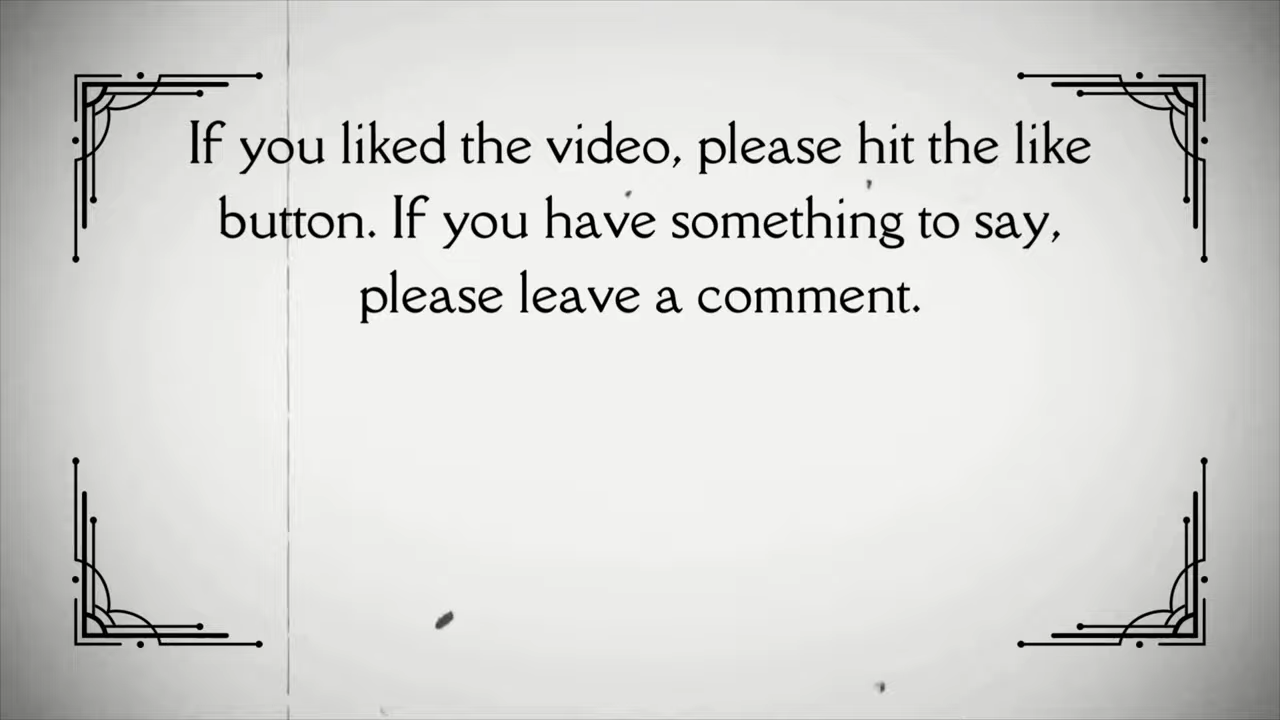 If you liked the video, please hit the like
button. If you have something to say,
please leave a comment.